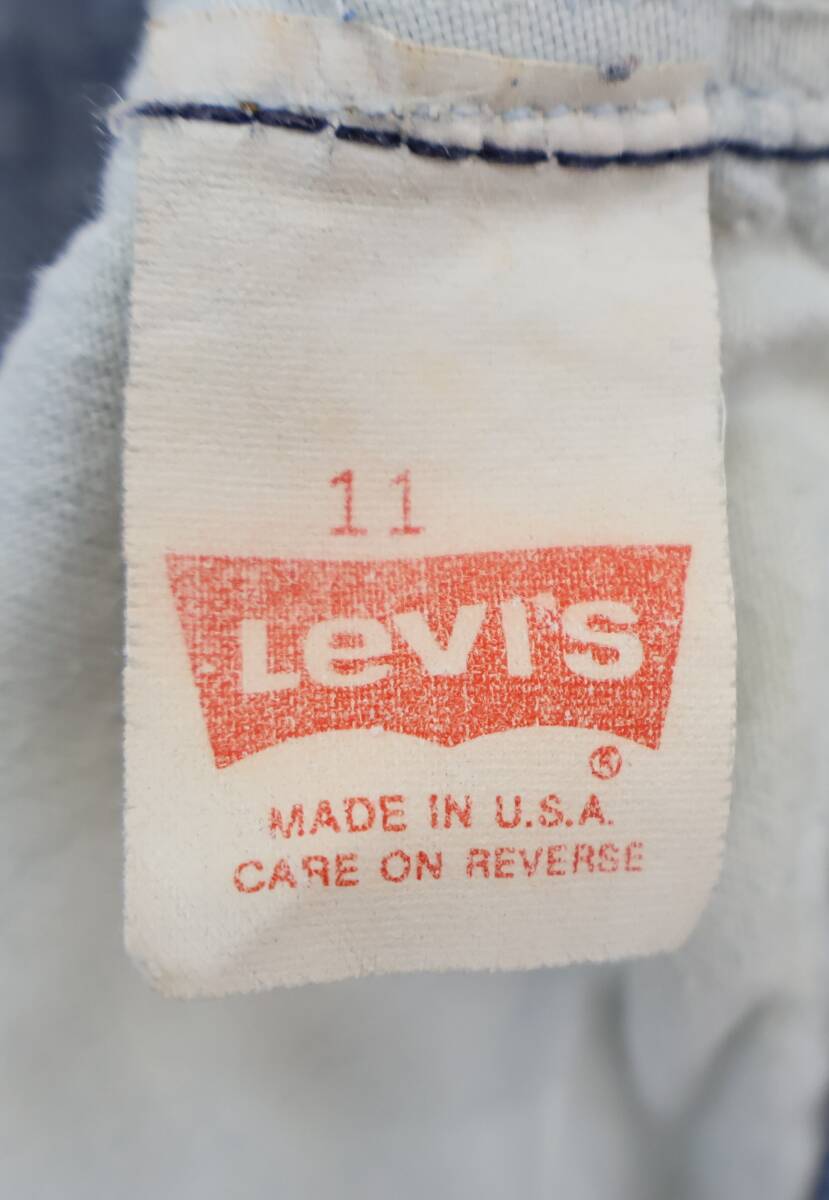 11
Levi's
®
MADE IN U.S.A.
CARE ON REVERSE